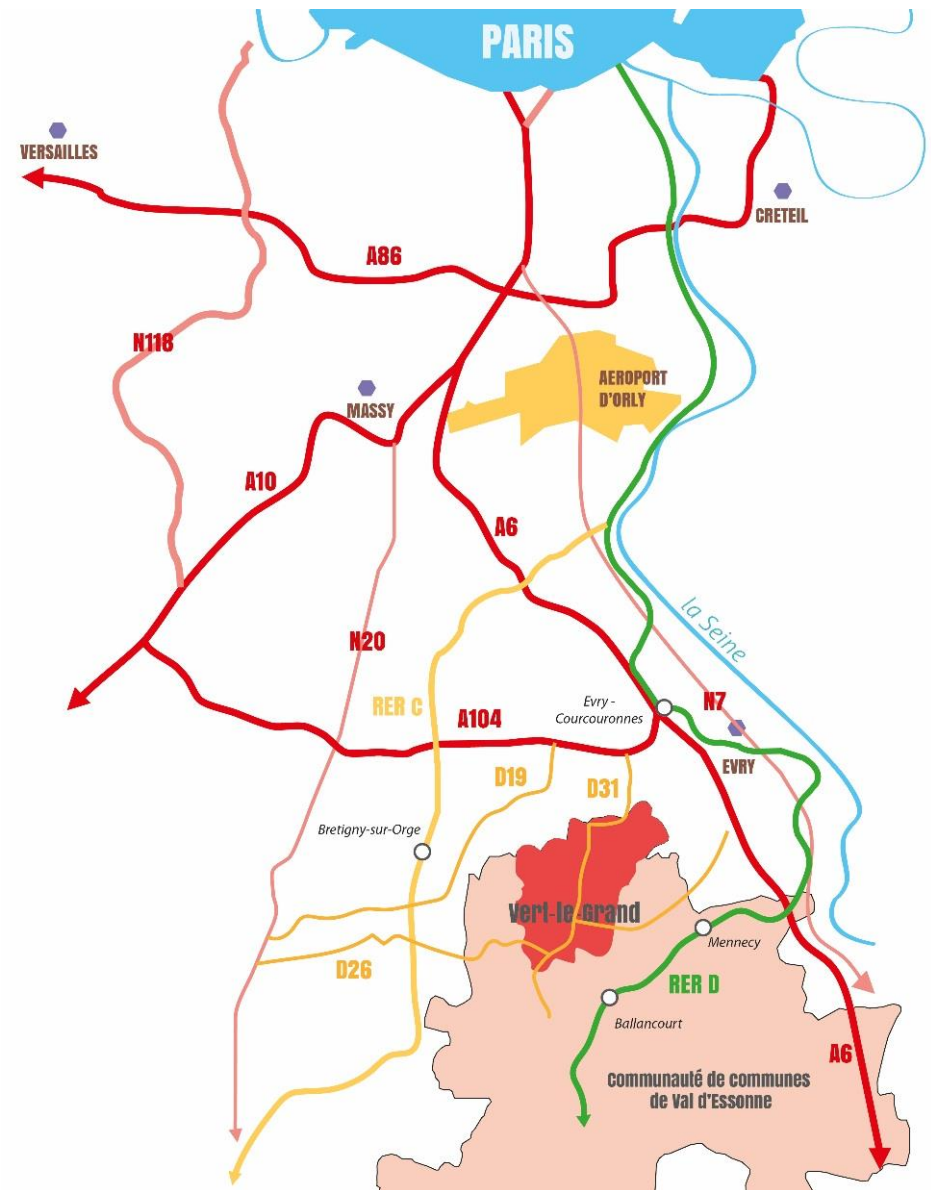 PARIS
VERSAILLES
CRETEIL
A86
N118
AEROPORT
D'ORLY
MASSY
A10
A6
la Seine
N20
RER C
Evry -
Courcouronnes
N7
A104
EVRY
D19
D31
Bretigny-sur-Orge
Vert-le-Grand
Mennecy
D26
RER D
Ballancourt
A6
Communauté de communes
de Val d'Essonne